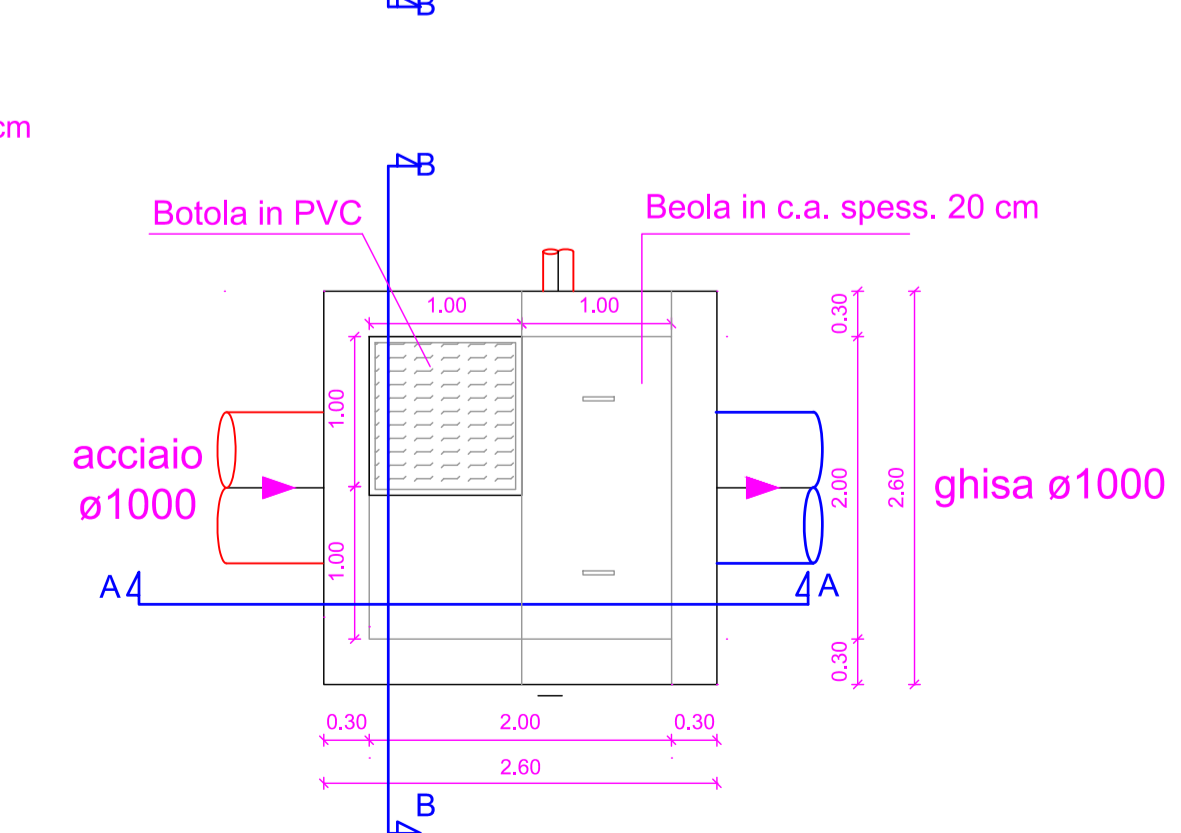 B
cm
B
Botola in PVC
Beola in c.a. spess. 20 cm
1.00
1.00
0.30
1.00
acciaio
ø1000
2.00
2.60
ghisa ø1000
1.00
A
A
0.30
0.30
2.00
0.30
2.60
B